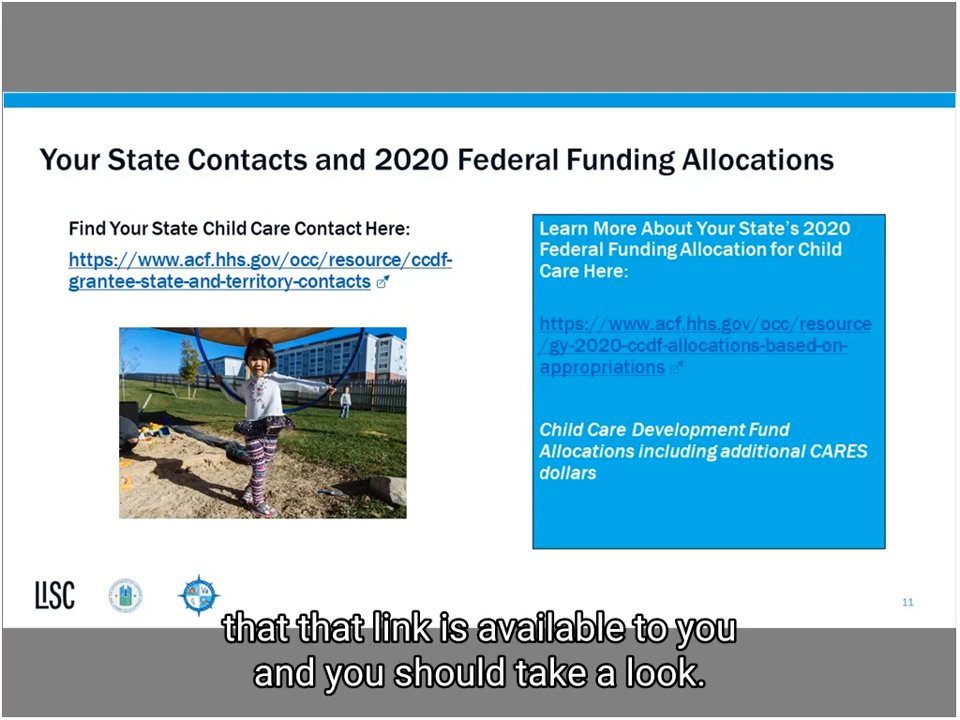 Your State Contacts and 2020 Federal Funding Allocations
Find Your State Child Care Contact Here:
https://www.acf.hhs.gov/occ/resource/ccdf-
grantee-state-and-territory-contacts
Learn More About Your State's 2020
Federal Funding Allocation for Child
Care Here:
https://www.acf.hhs.gov/occ/resource
/gy-2020-ccdf-allocations-based-on-
appropriations
Child Care Development Fund
Allocations including additional CARES
dollars
LISC
11
that that link is available to you
and you should take a look.